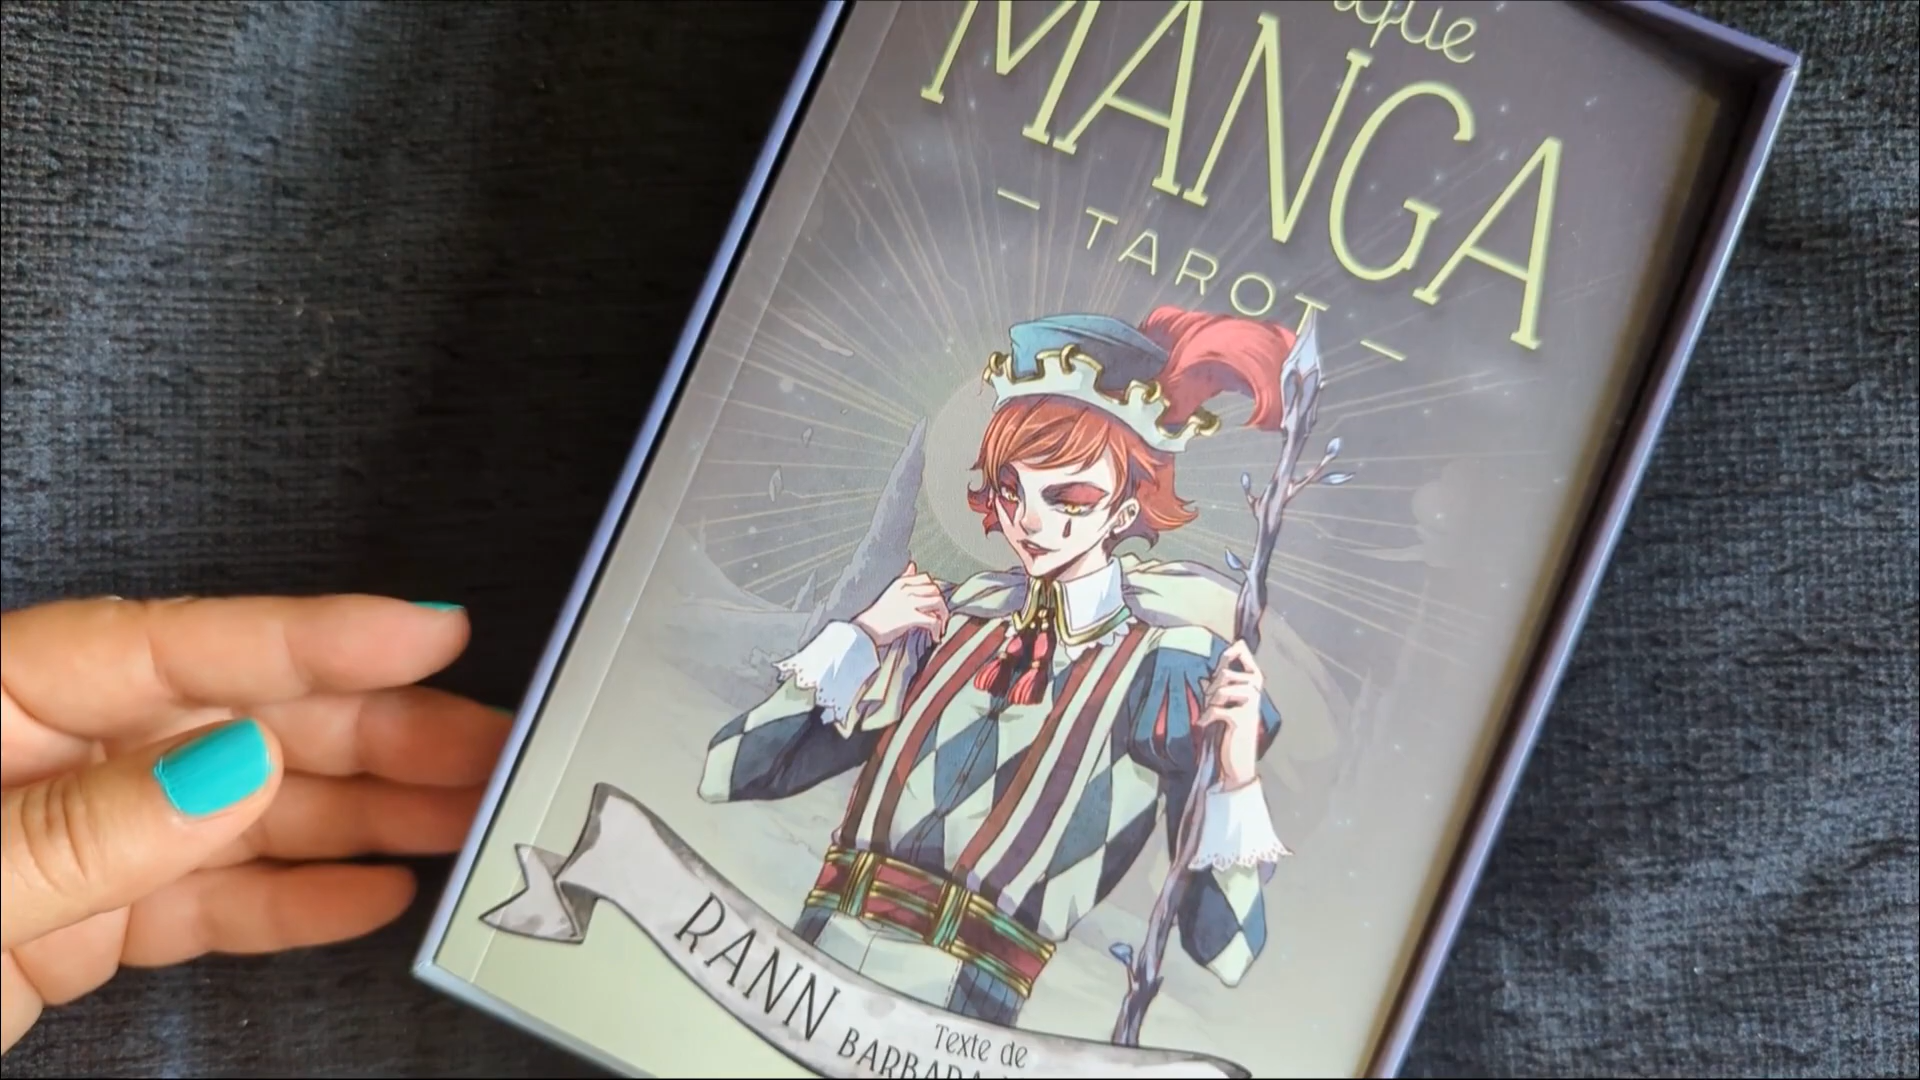 MANGA
- TAROT -
RANN
Texte de